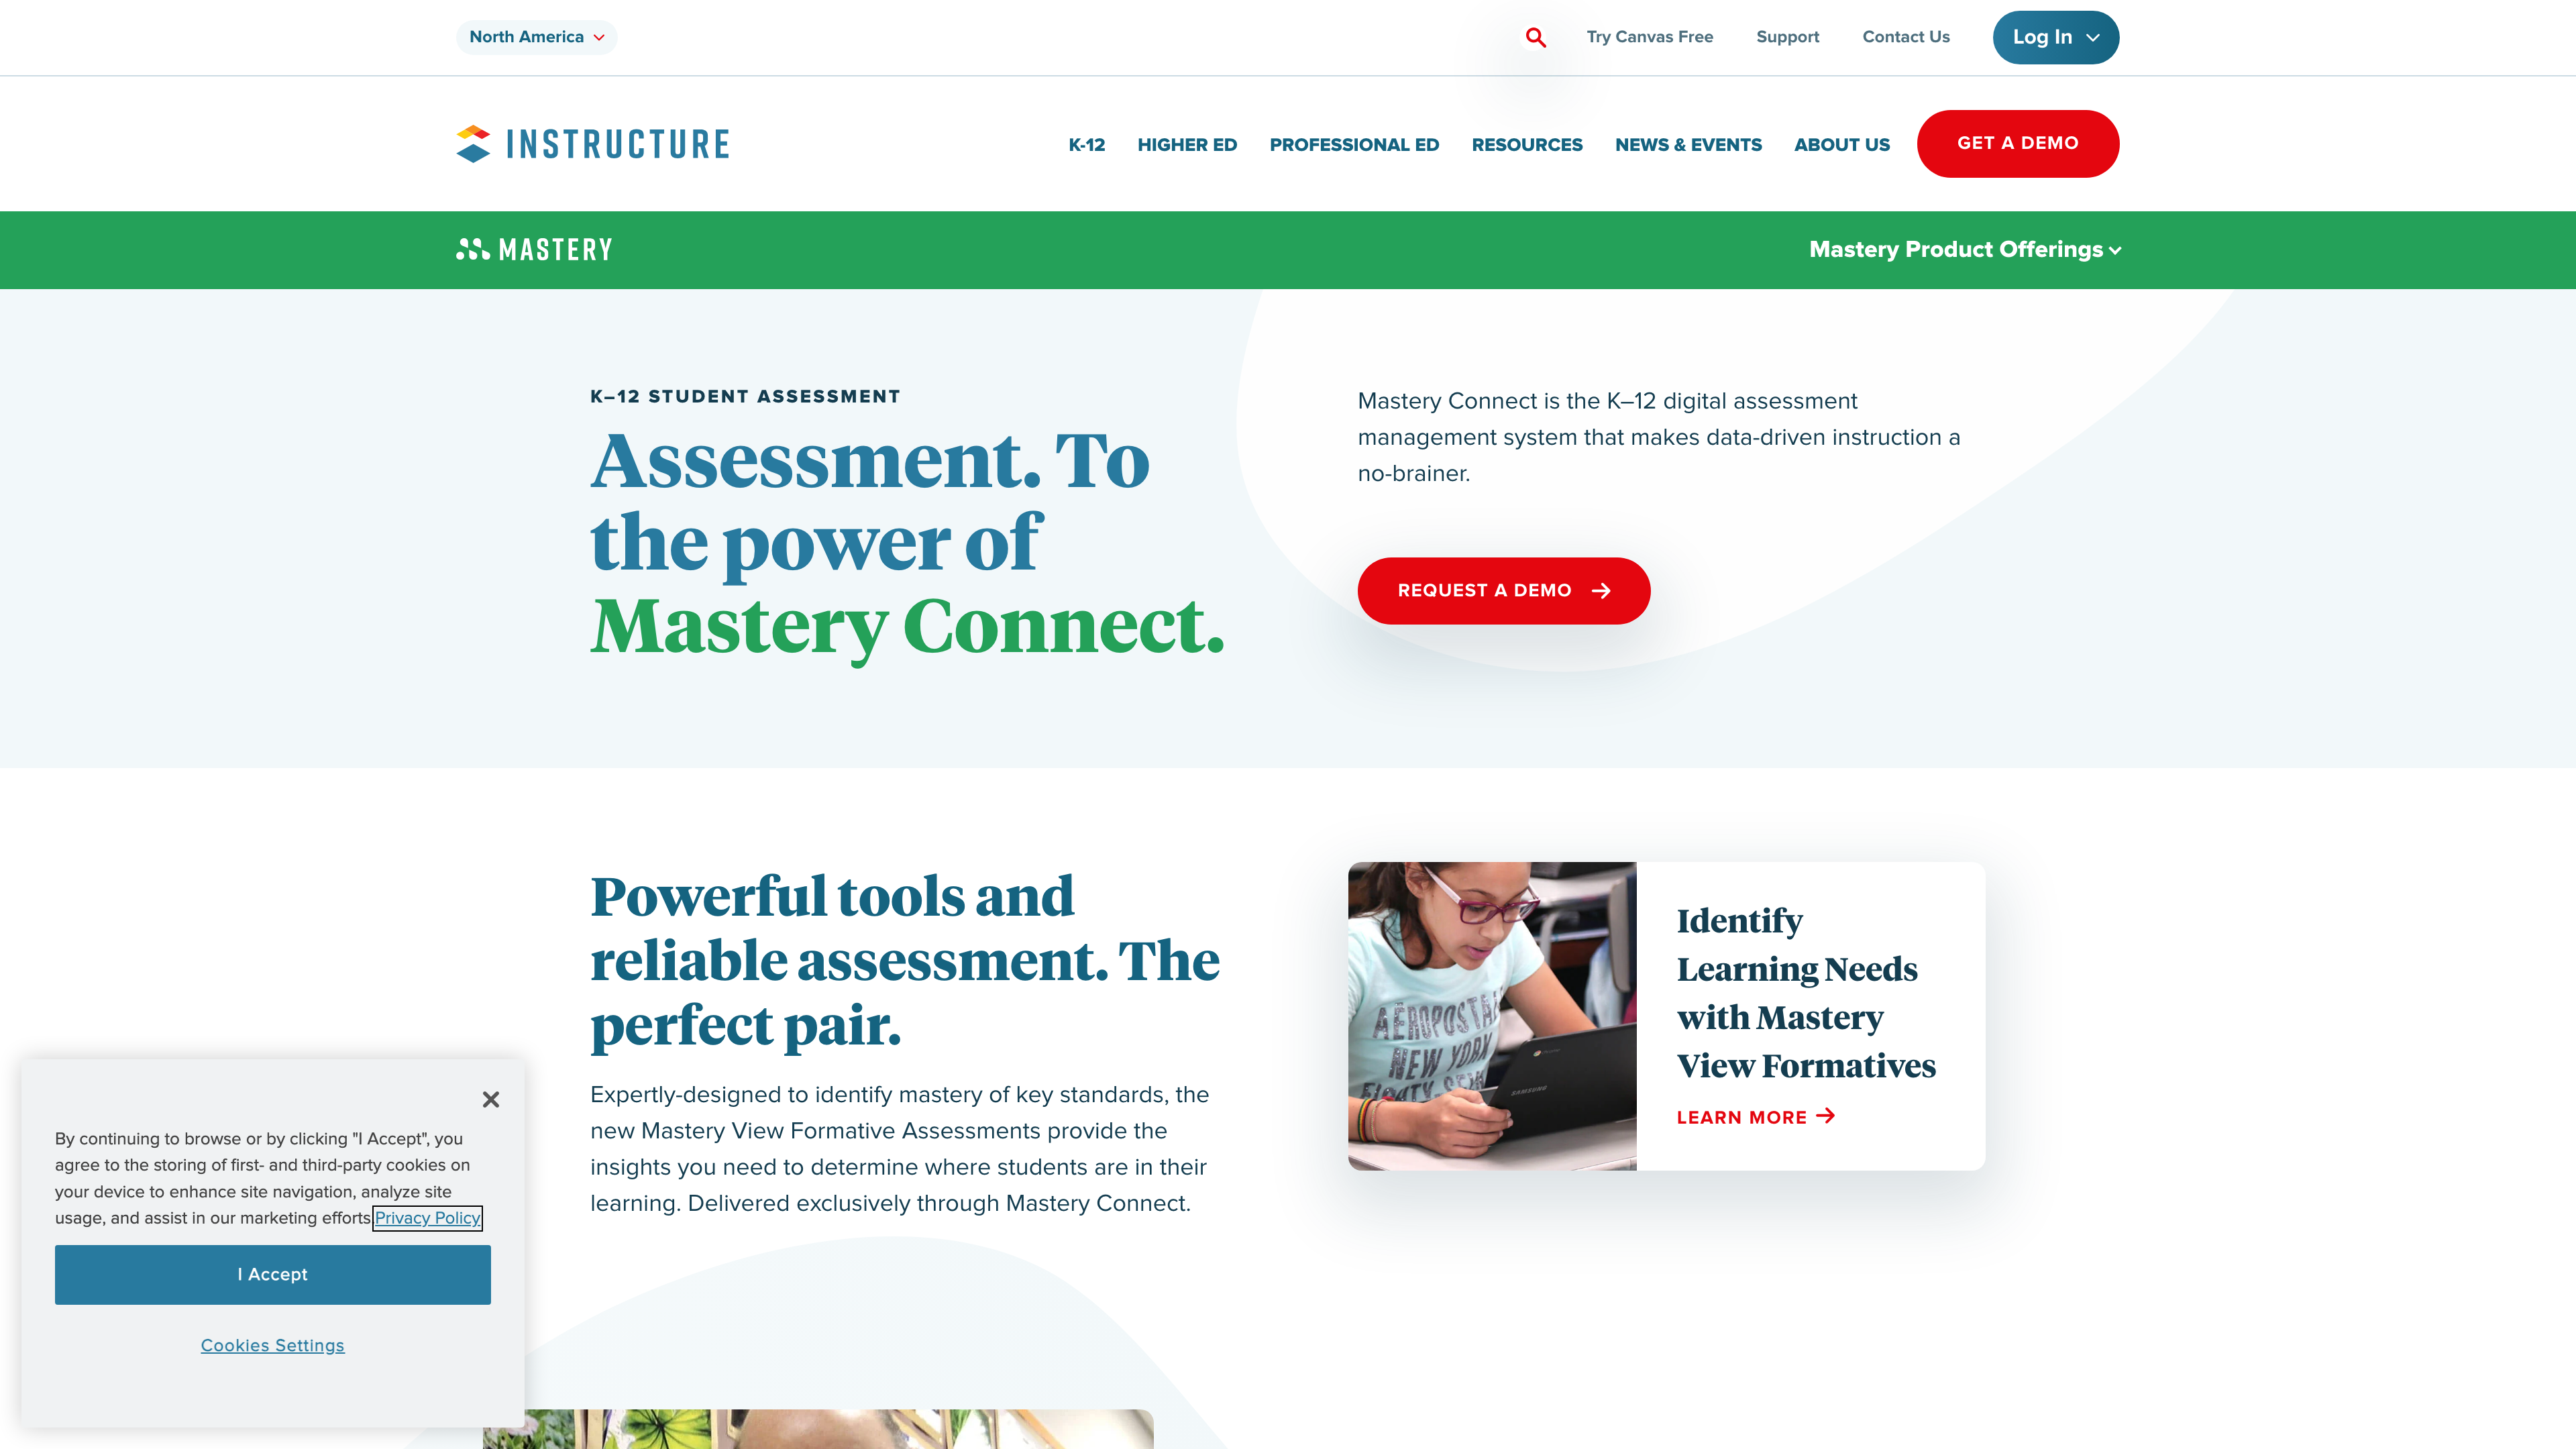 North America
Try Canvas Free
Support
Contact Us
Log In
INSTRUCTURE
K-12
HIGHER ED
PROFESSIONAL ED
RESOURCES
NEWS & EVENTS
ABOUT US
GET A DEMO
MASTERY
Mastery Product Offerings
K–12 STUDENT ASSESSMENT
Assessment. To
the power of
Mastery Connect.
Mastery Connect is the K–12 digital assessment
management system that makes data-driven instruction a
no-brainer.
REQUEST A DEMO
Powerful tools and
reliable assessment. The
perfect pair.
Expertly-designed to identify mastery of key standards, the
new Mastery View Formative Assessments provide the
insights you need to determine where students are in their
learning. Delivered exclusively through Mastery Connect.
AEROPOSTA
NEW YORK
SAMSUNG
Identify
Learning Needs
with Mastery
View Formatives
LEARN MORE
By continuing to browse or by clicking "I Accept", you
agree to the storing of first- and third-party cookies on
your device to enhance site navigation, analyze site
usage, and assist in our marketing efforts Privacy Policy
I Accept
Cookies Settings